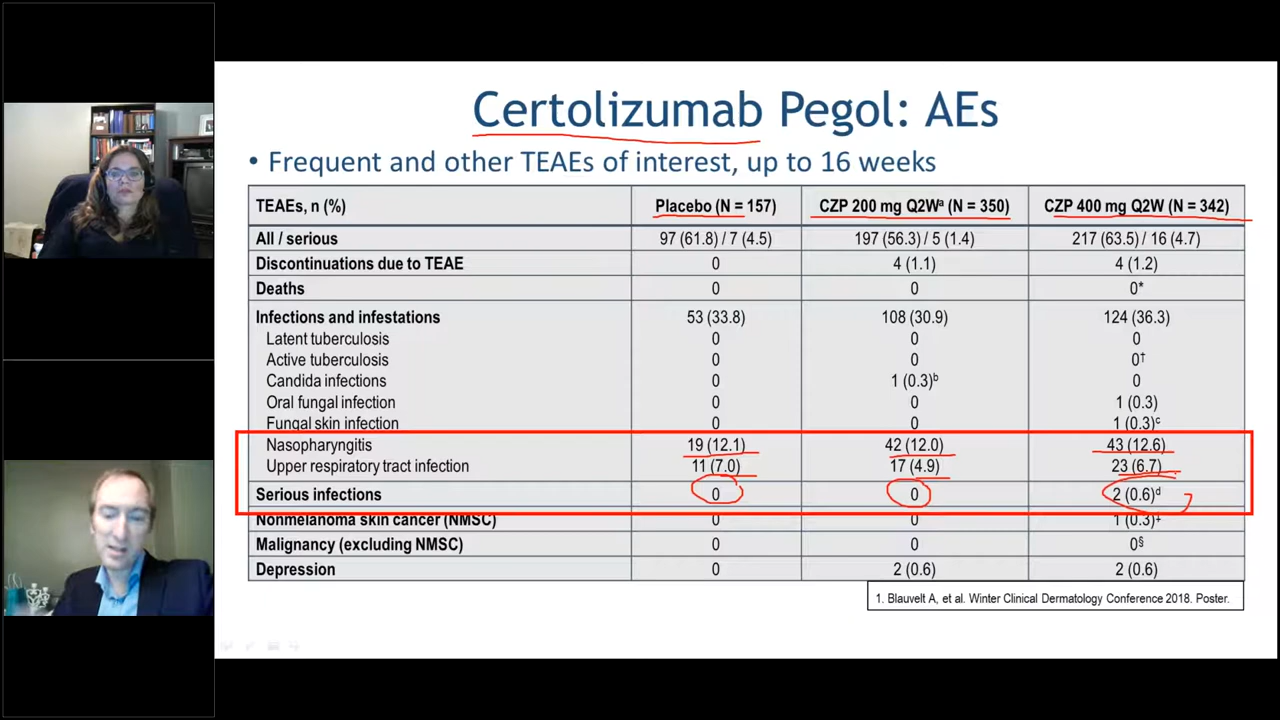 Certolizumab Pegol: AEs
• Frequent and other TEAEs of interest, up to 16 weeks
TEAEs, n (%) Placebo (N = 157) CZP 200 mg Q2Wᵃ (N = 350) CZP 400 mg Q2W (N = 342)
All / serious 97 (61.8) / 7 (4.5) 197 (56.3) / 5 (1.4) 217 (63.5) / 16 (4.7)
Discontinuations due to TEAE 0 4 (1.1) 4 (1.2)
Deaths 0 0 0*
Infections and infestations 53 (33.8) 108 (30.9) 124 (36.3)
Latent tuberculosis 0 0 0
Active tuberculosis 0 0 0†
Candida infections 0 1 (0.3)ᵇ 0
Oral fungal infection 0 0 1 (0.3)
Fungal skin infection 0 0 1 (0.3)ᶜ
Nasopharyngitis 19 (12.1) 42 (12.0) 43 (12.6)
Upper respiratory tract infection 11 (7.0) 17 (4.9) 23 (6.7)
Serious infections 0 0 2 (0.6)ᵈ
Nonmelanoma skin cancer (NMSC) 0 0 1 (0.3)‡
Malignancy (excluding NMSC) 0 0 0§
Depression 0 2 (0.6) 2 (0.6)
1. Blauvelt A, et al. Winter Clinical Dermatology Conference 2018. Poster.